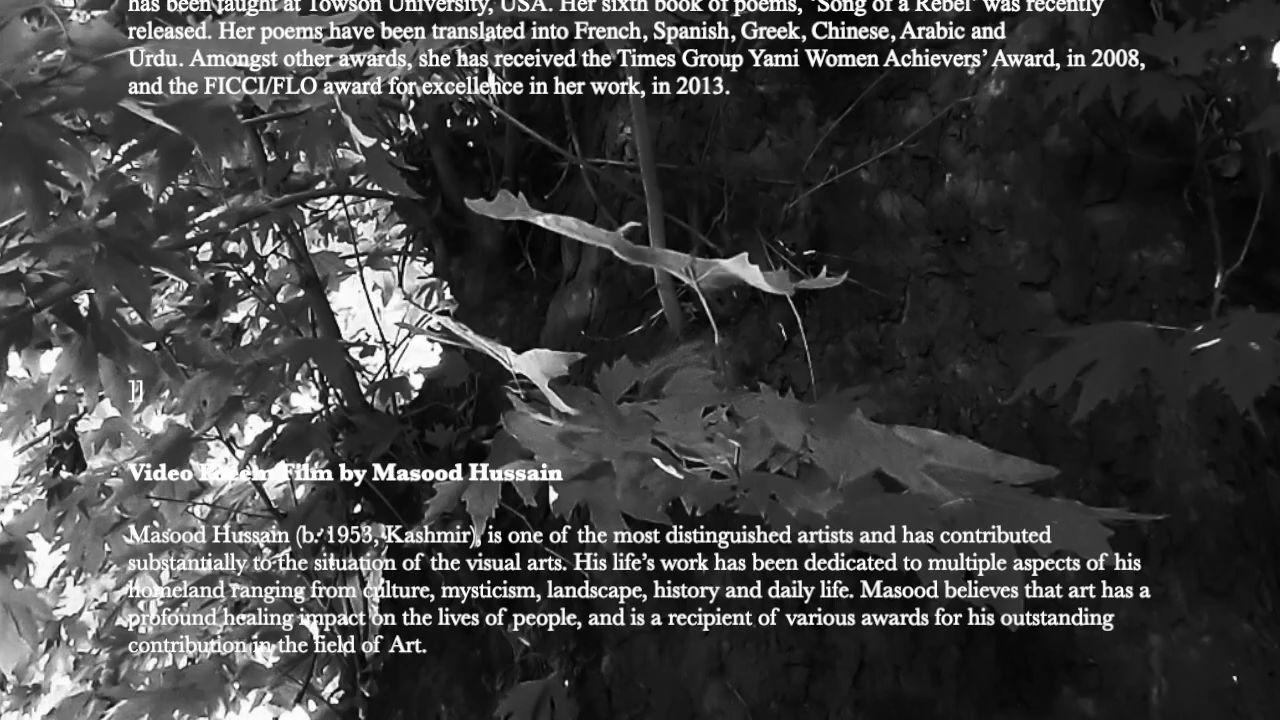 has been taught at Towson University, USA. Her sixth book of poems, ‘Song of a Rebel’ was recently
released. Her poems have been translated into French, Spanish, Greek, Chinese, Arabic and
Urdu. Amongst other awards, she has received the Times Group Yami Women Achievers’ Award, in 2008,
and the FICCI/FLO award for excellence in her work, in 2013.
]]
Video Poem Film by Masood Hussain
Masood Hussain (b. 1953, Kashmir), is one of the most distinguished artists and has contributed
substantially to the situation of the visual arts. His life’s work has been dedicated to multiple aspects of his
homeland ranging from culture, mysticism, landscape, history and daily life. Masood believes that art has a
profound healing impact on the lives of people, and is a recipient of various awards for his outstanding
contribution in the field of Art.